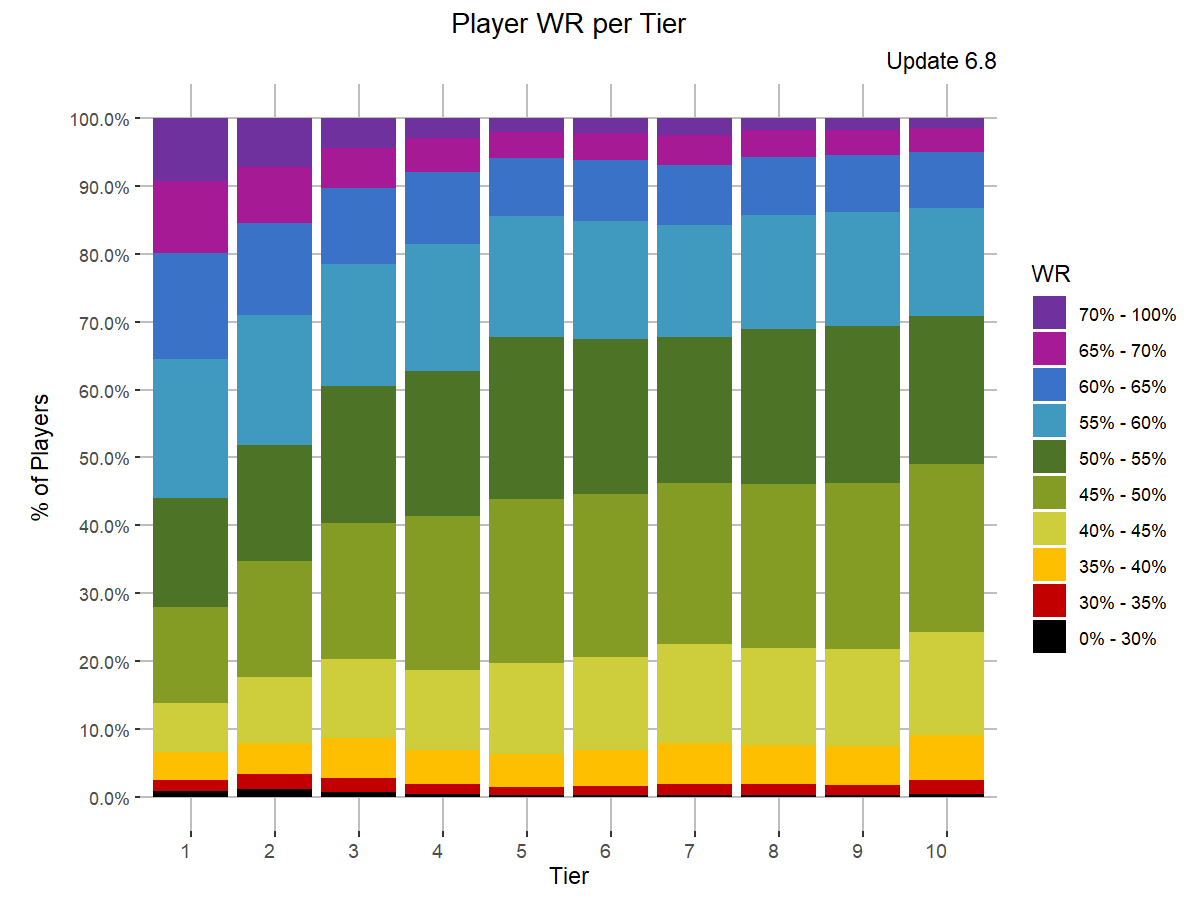 Player WR per Tier
Update 6.8
% of Players
100.0%
90.0%
80.0%
70.0%
60.0%
50.0%
40.0%
30.0%
20.0%
10.0%
0.0%
1 2 3 4 5 6 7 8 9 10
Tier
WR
70% - 100%
65% - 70%
60% - 65%
55% - 60%
50% - 55%
45% - 50%
40% - 45%
35% - 40%
30% - 35%
0% - 30%